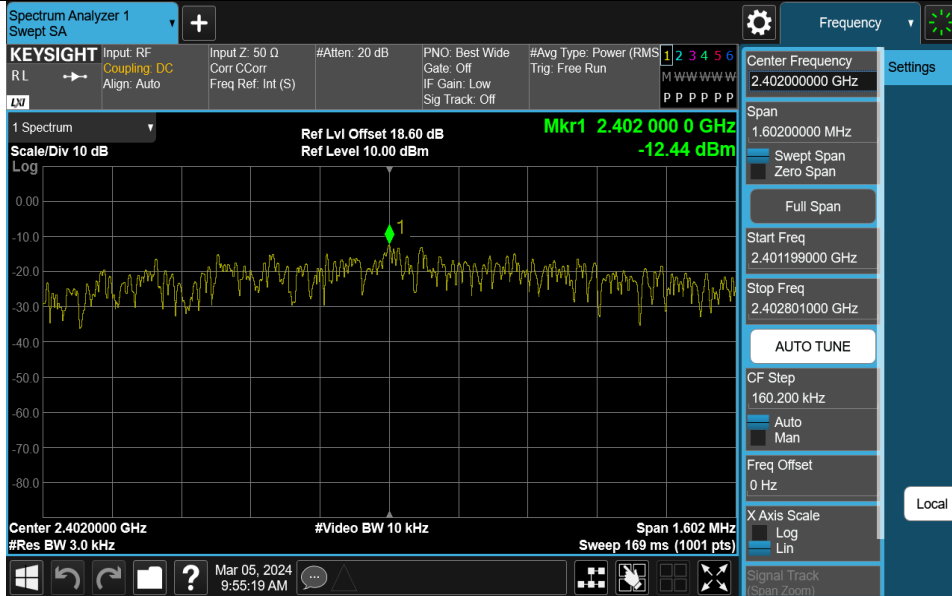 Spectrum Analyzer 1
Swept SA
+
Frequency
KEYSIGHT
RL
LXI
Input: RF
Coupling: DC
Align: Auto
Input Z: 50 Ω
Corr CCorr
Freq Ref: Int (S)
#Atten: 20 dB
PNO: Best Wide
Gate: Off
IF Gain: Low
Sig Track: Off
#Avg Type: Power (RMS
Trig: Free Run
1 2 3 4 5 6
M W W W W W
P P P P P P
1 Spectrum
Scale/Div 10 dB
Log
Ref Lvl Offset 18.60 dB
Ref Level 10.00 dBm
Mkr1 2.402 000 0 GHz
-12.44 dBm
0.00
-10.0
-20.0
-30.0
-40.0
-50.0
-60.0
-70.0
-80.0
1
Center 2.4020000 GHz
#Res BW 3.0 kHz
#Video BW 10 kHz
Span 1.602 MHz
Sweep 169 ms (1001 pts)
Center Frequency
2.402000000 GHz
Span
1.60200000 MHz
Swept Span
Zero Span
Full Span
Start Freq
2.401199000 GHz
Stop Freq
2.402801000 GHz
AUTO TUNE
CF Step
160.200 kHz
Auto
Man
Freq Offset
0 Hz
X Axis Scale
Log
Lin
Signal Track
(Span Zoom)
Settings
Local
?
Mar 05, 2024
9:55:19 AM